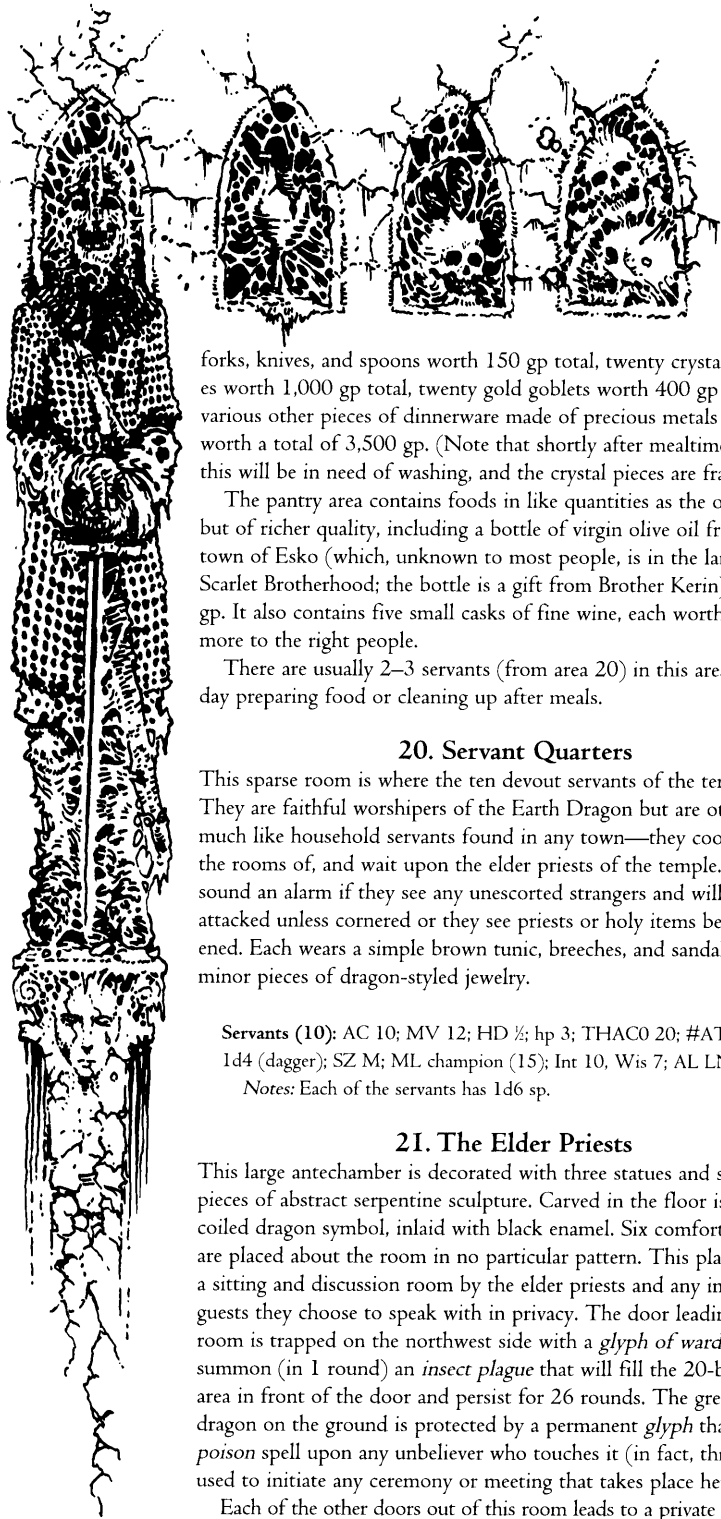 forks, knives, and spoons worth 150 gp total, twenty crysta
es worth 1,000 gp total, twenty gold goblets worth 400 gp
various other pieces of dinnerware made of precious metals
worth a total of 3,500 gp. (Note that shortly after mealtime
this will be in need of washing, and the crystal pieces are fra
The pantry area contains foods in like quantities as the o
but of richer quality, including a bottle of virgin olive oil fr
town of Esko (which, unknown to most people, is in the la
Scarlet Brotherhood; the bottle is a gift from Brother Kerin)
gp. It also contains five small casks of fine wine, each worth
more to the right people.
There are usually 2–3 servants (from area 20) in this are
day preparing food or cleaning up after meals.
20. Servant Quarters
This sparse room is where the ten devout servants of the te
They are faithful worshipers of the Earth Dragon but are ot
much like household servants found in any town—they coo
the rooms of, and wait upon the elder priests of the temple.
sound an alarm if they see any unescorted strangers and will
attacked unless cornered or they see priests or holy items be
ened. Each wears a simple brown tunic, breeches, and sandal
minor pieces of dragon-styled jewelry.
Servants (10): AC 10; MV 12; HD ½; hp 3; THAC0 20; #AT
1d4 (dagger); SZ M; ML champion (15); Int 10, Wis 7; AL LN
Notes: Each of the servants has 1d6 sp.
21. The Elder Priests
This large antechamber is decorated with three statues and s
pieces of abstract serpentine sculpture. Carved in the floor is
coiled dragon symbol, inlaid with black enamel. Six comfort
are placed about the room in no particular pattern. This pla
a sitting and discussion room by the elder priests and any in
guests they choose to speak with in privacy. The door leadin
room is trapped on the northwest side with a glyph of ward
summon (in 1 round) an insect plague that will fill the 20-b
area in front of the door and persist for 26 rounds. The gre
dragon on the ground is protected by a permanent glyph tha
poison spell upon any unbeliever who touches it (in fact, thr
used to initiate any ceremony or meeting that takes place he
Each of the other doors out of this room leads to a private